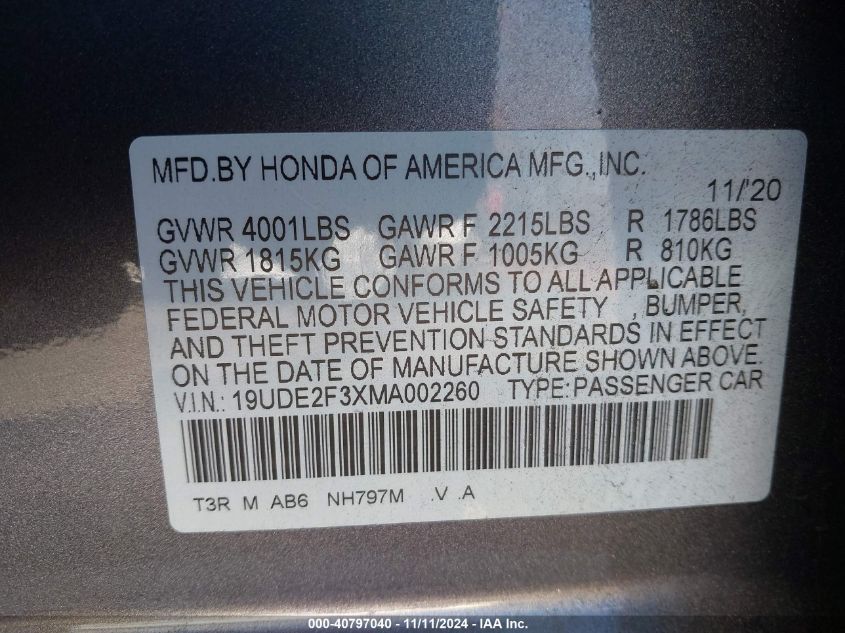 MFD.BY HONDA OF AMERICA MFG.,INC.
11/'20
GVWR 4001LBS GAWR F 2215LBS R 1786LBS
GVWR 1815KG GAWR F 1005KG R 810KG
THIS VEHICLE CONFORMS TO ALL APPLICABLE
FEDERAL MOTOR VEHICLE SAFETY , BUMPER,
AND THEFT PREVENTION STANDARDS IN EFFECT
ON THE DATE OF MANUFACTURE SHOWN ABOVE.
V.I.N.: 19UDE2F3XMA002260 TYPE:PASSENGER CAR
T3R M AB6 NH797M .V .A
000-40797040 - 11/11/2024 - IAA Inc.